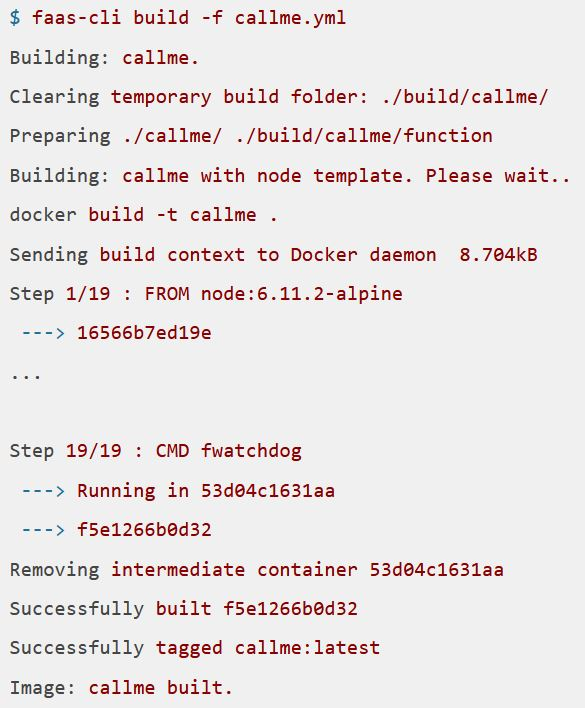 $ faas-cli build -f callme.yml
Building: callme.
Clearing temporary build folder: ./build/callme/
Preparing ./callme/ ./build/callme/function
Building: callme with node template. Please wait..
docker build -t callme .
Sending build context to Docker daemon  8.704kB
Step 1/19 : FROM node:6.11.2-alpine
 ---> 16566b7ed19e
...
Step 19/19 : CMD fwatchdog
 ---> Running in 53d04c1631aa
 ---> f5e1266b0d32
Removing intermediate container 53d04c1631aa
Successfully built f5e1266b0d32
Successfully tagged callme:latest
Image: callme built.